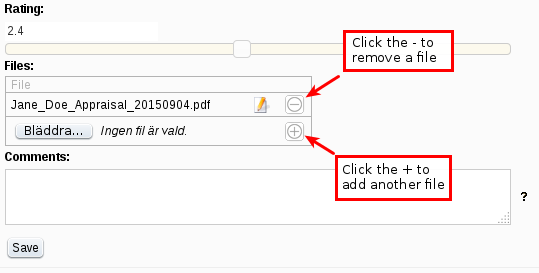 Rating:
2.4
Click the - to
remove a file
Files:
File
Jane_Doe_Appraisal_20150904.pdf
Bläddra... Ingen fil är vald.
Comments:
Click the + to
add another file
?
Save